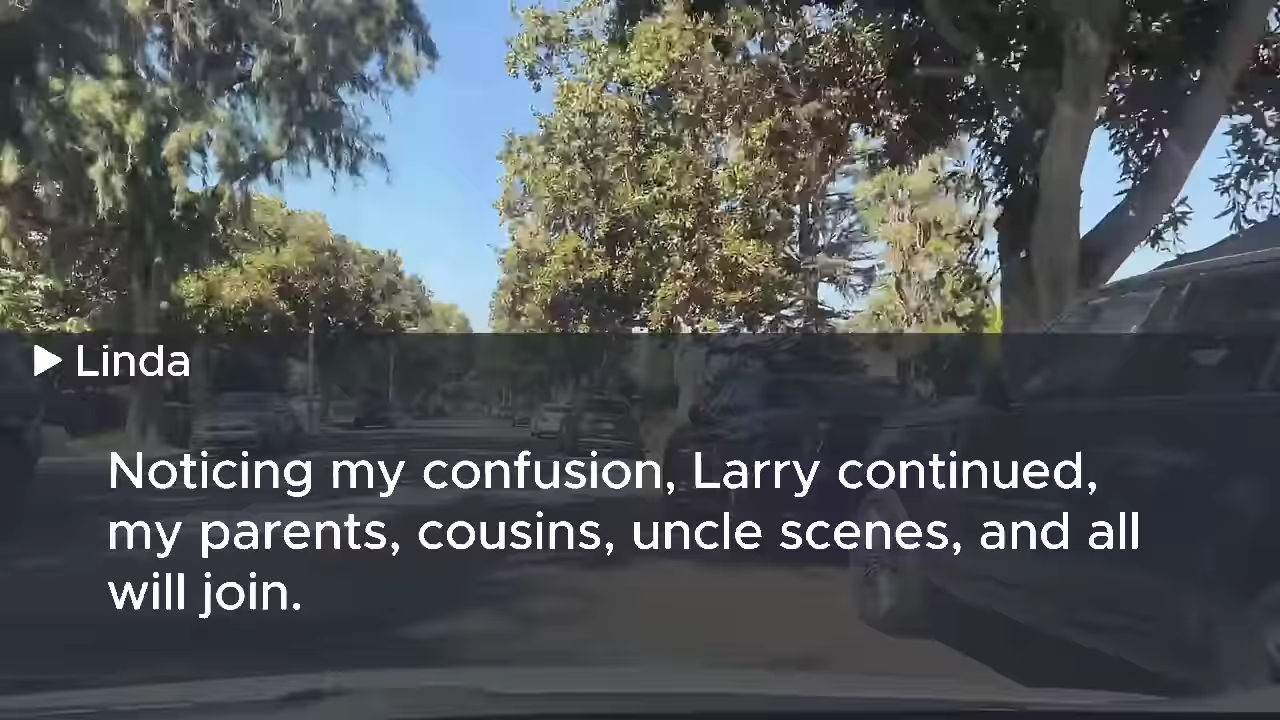 Linda
Noticing my confusion, Larry continued,
my parents, cousins, uncle scenes, and all
will join.